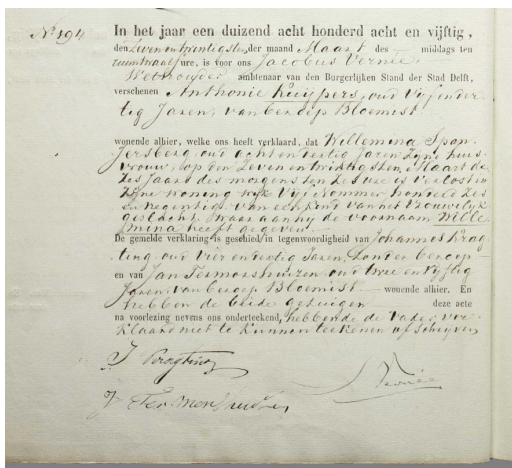 No 194
In het jaar een duizend acht honderd acht en vijftig,
den Zeven en twintigsten der maand Maart des middags ten
ure, is voor ons Jacobus Vernée,
Wethouder ambtenaar van den Burgerlijken Stand der Stad Delft,
verschenen Anthonie Kuijpers, oud Vijf en der-
tig Jaren, van beroep Bloemist
wonende alhier, welke ons heeft verklaard, dat Willemina Span-
jersberg, oud acht en dertig Jaren Zijne huis-
vrouw, op den Zeven en twintigsten Maart de-
zes Jaars des morgens ten Zes ure is verlost in
Zijne woning wijk Vijf Nommer honderd Zes
en negentig van een kind van het Vrouwelijk
geslacht, waar aan hij de voornaam Wille-
mina heeft gegeven
De gemelde verklaring is geschied in tegenwoordigheid van Johannes Krag-
ting, oud Vier en dertig Jaren, Zonder beroep
en van Jan Termorshuizen, oud twee en vijftig
Jaren, van beroep Bloemist wonende alhier. En
hebben de beide getuigen deze acte
na voorlezing nevens ons onderteekend, hebbende de Vader ver-
klaard niet te kunnen teekenen of schrijven
J Kragting
Vernée
J Termorshuizen